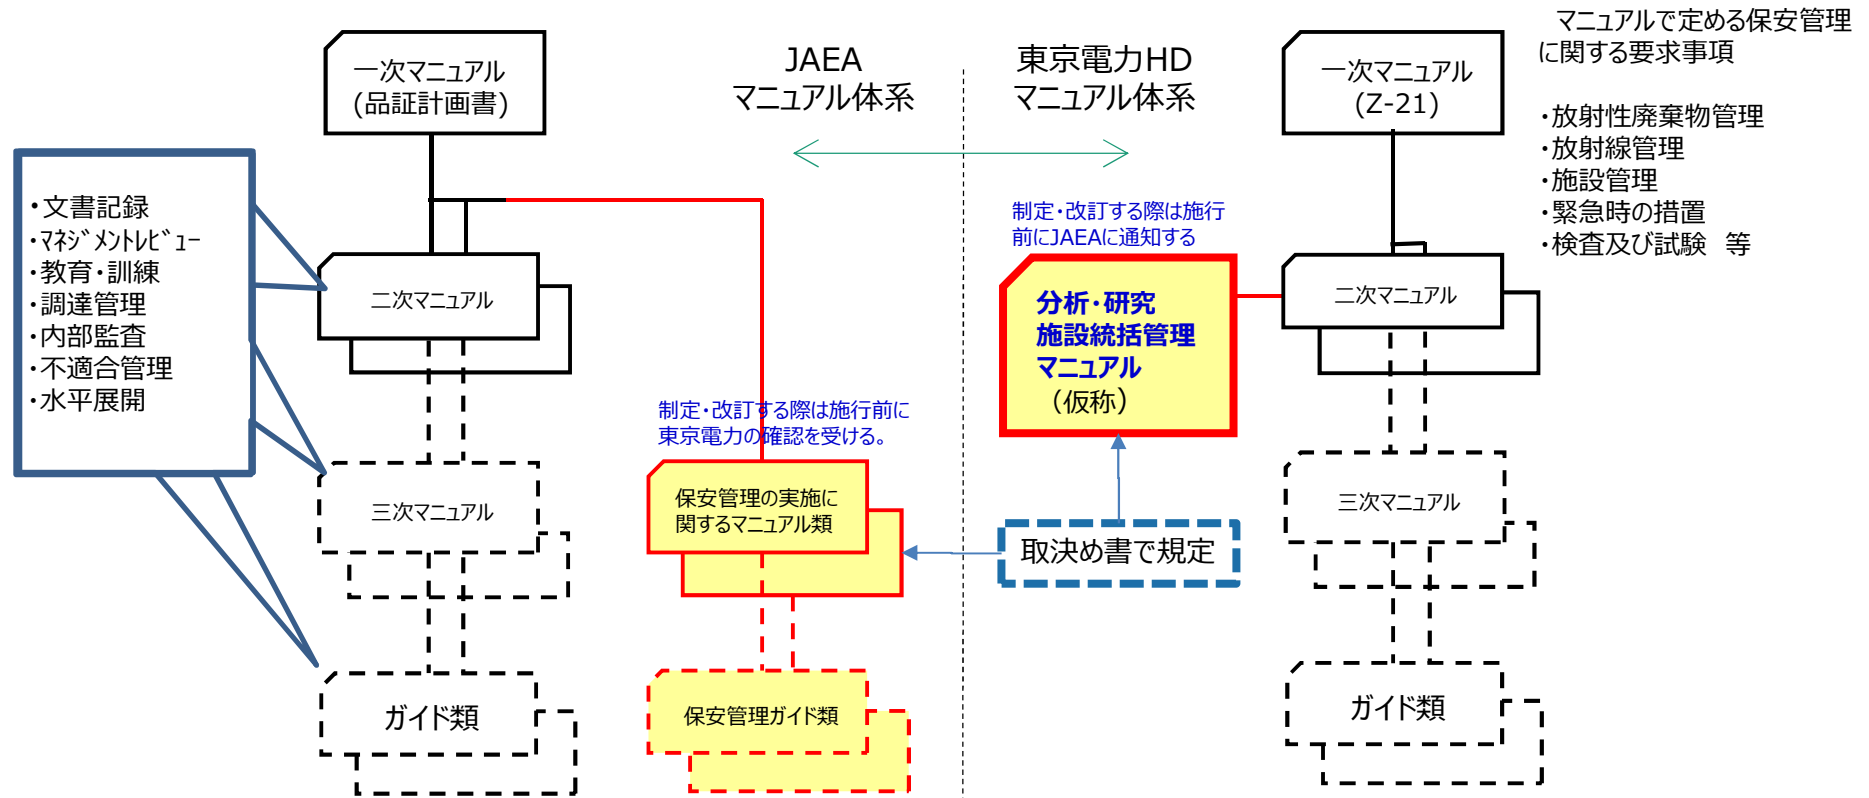 一次マニュアル
(品証計画書)
JAEA
マニュアル体系
東京電力HD
マニュアル体系
一次マニュアル
(Z-21)
マニュアルで定める保安管理
に関する要求事項
・放射性廃棄物管理
・放射線管理
・施設管理
・緊急時の措置
・検査及び試験　等
・文書記録
・ﾏﾈｼﾞﾒﾝﾄﾚﾋﾞｭｰ
・教育・訓練
・調達管理
・内部監査
・不適合管理
・水平展開
二次マニュアル
三次マニュアル
ガイド類
制定・改訂する際は施行前に
東京電力の確認を受ける。
保安管理の実施に
関するマニュアル類
保安管理ガイド類
制定・改訂する際は施行
前にJAEAに通知する
分析・研究
施設統括管理
マニュアル
（仮称）
取決め書で規定
二次マニュアル
三次マニュアル
ガイド類